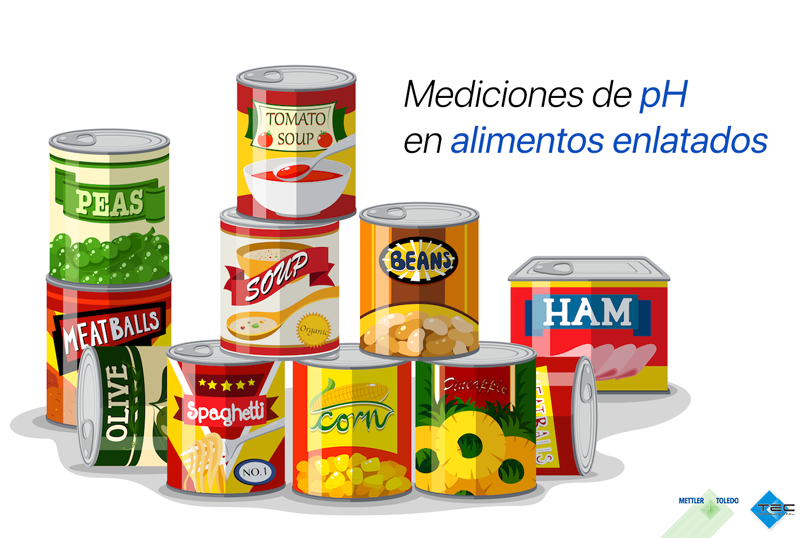 Mediciones de pH
en alimentos enlatados
TOMATO
SOUP
PEAS
SOUP
Organic
BEANS
HAM
MEATBALLS
OLIVE
Spaghetti
NO.1
corn
Pineapple
METTLER TOLEDO
TEC